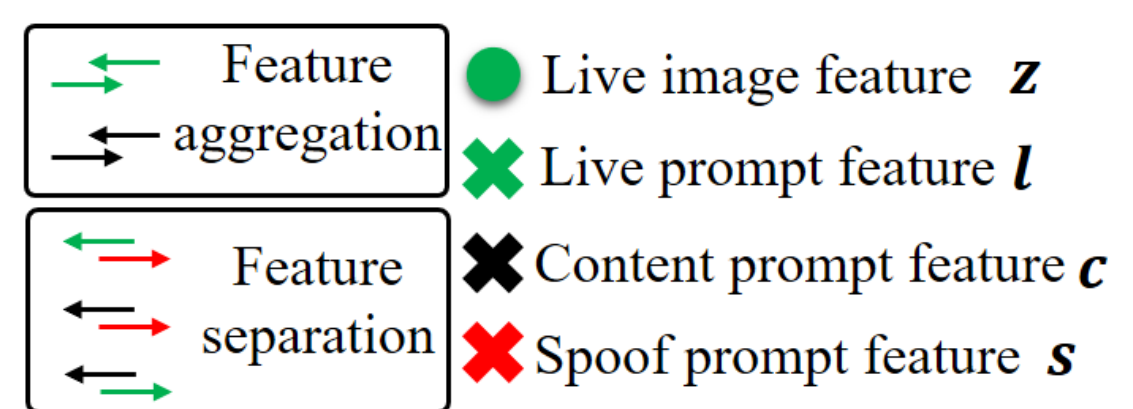 Feature
aggregation
Feature
separation
Live image feature z
Live prompt feature l
Content prompt feature c
Spoof prompt feature s